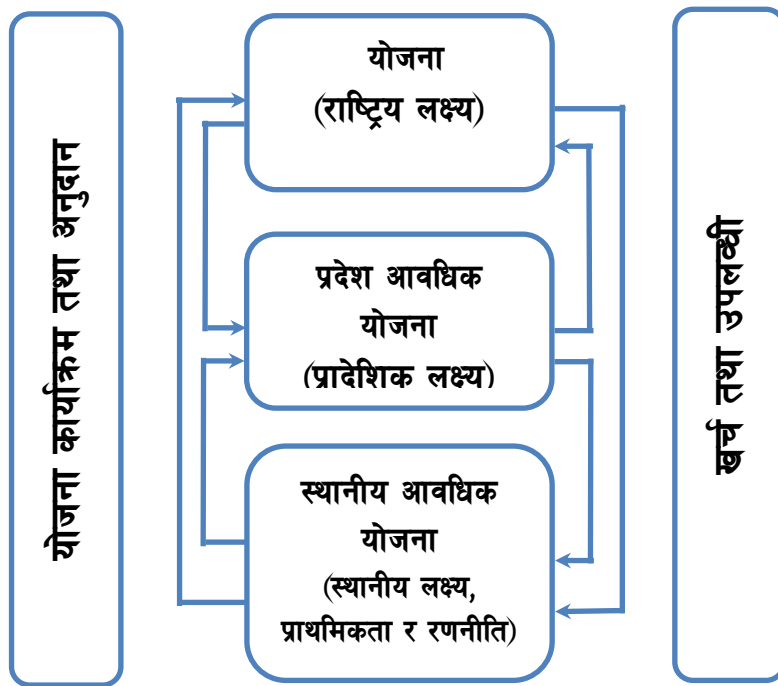 योजना कार्यक्रम तथा अनुदान
योजना
(राष्ट्रिय लक्ष्य)
प्रदेश आवधिक
योजना
(प्रादेशिक लक्ष्य)
स्थानीय आवधिक
योजना
(स्थानीय लक्ष्य,
प्राथमिकता र रणनीति)
खर्च तथा उपलब्धी